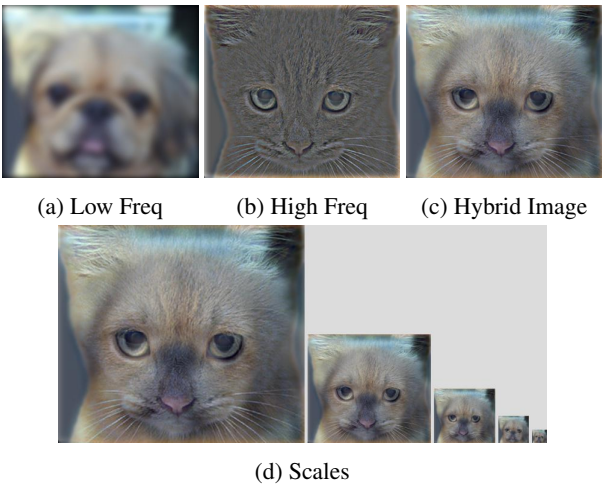 (a) Low Freq
(b) High Freq
(c) Hybrid Image
(d) Scales